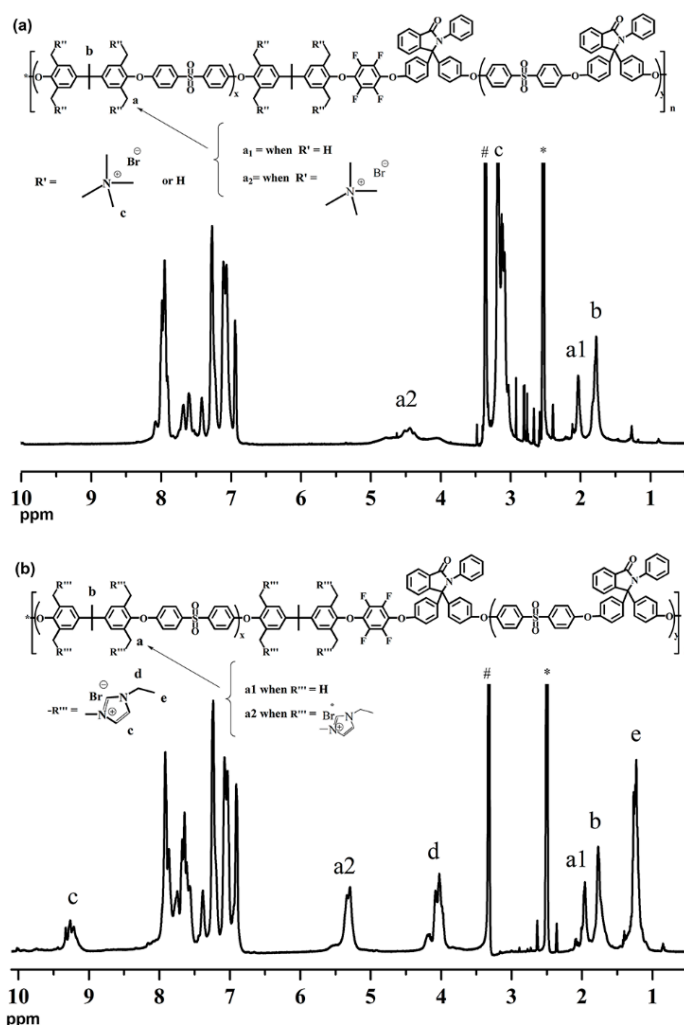 (a)
R'' R'' R'' R'' O N
b F F
*[(O O S O O)x O O O (O S O O)y]n
R'' R'' a R'' R'' F F
R' = N⊕ Br⊖ or H
c
a₁ = when R' = H
a₂= when R' = N⊕ Br⊖
# c *
a2 a1 b
10 9 8 7 6 5 4 3 2 1
ppm
(b)
R''' R''' R''' R''' O N
b F F
*[(O O S O O)x O O O (O S O O)y]
R''' R''' a R''' R''' F F
-R''' = Br⊖ N N⊕
d
e
c
a1 when R''' = H
a2 when R''' = Br N N⊕
# *
c a2 d a1 b e
10 9 8 7 6 5 4 3 2 1
ppm